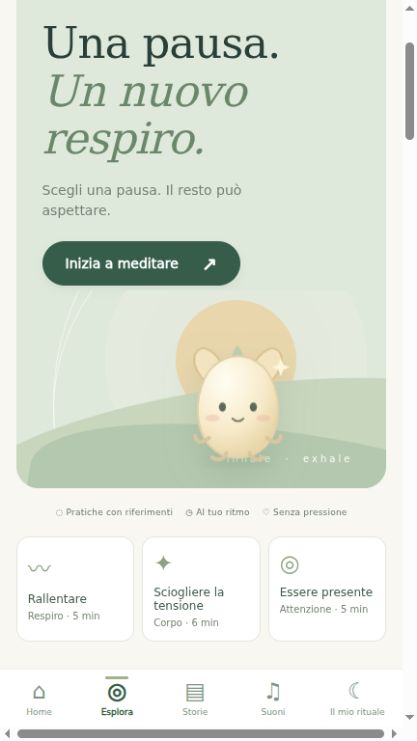 Una pausa.
Un nuovo
respiro.
Scegli una pausa. Il resto può
aspettare.
Inizia a meditare ↗
· exhale
Pratiche con riferimenti Al tuo ritmo ♡ Senza pressione
Rallentare
Respiro · 5 min
Sciogliere la
tensione
Corpo · 6 min
Essere presente
Attenzione · 5 min
Home Esplora Storie Suoni Il mio rituale